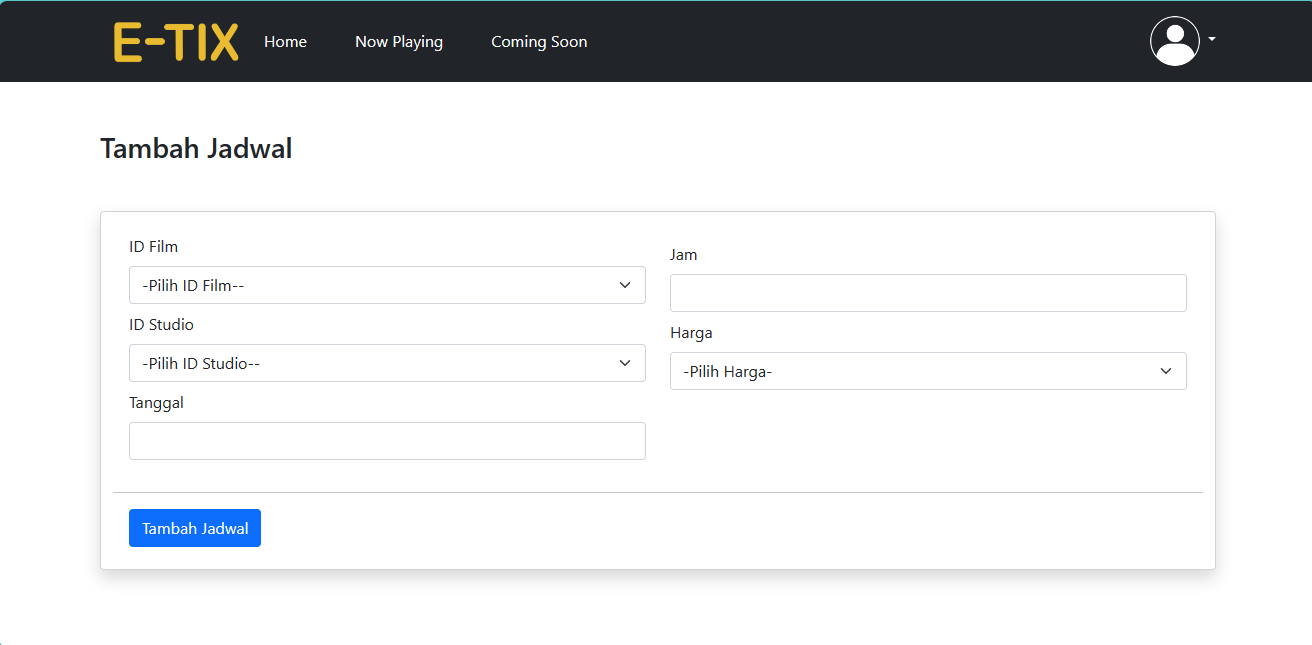 E-TIX Home Now Playing Coming Soon
Tambah Jadwal
ID Film
-Pilih ID Film--
ID Studio
-Pilih ID Studio--
Tanggal
Jam
Harga
-Pilih Harga-
Tambah Jadwal